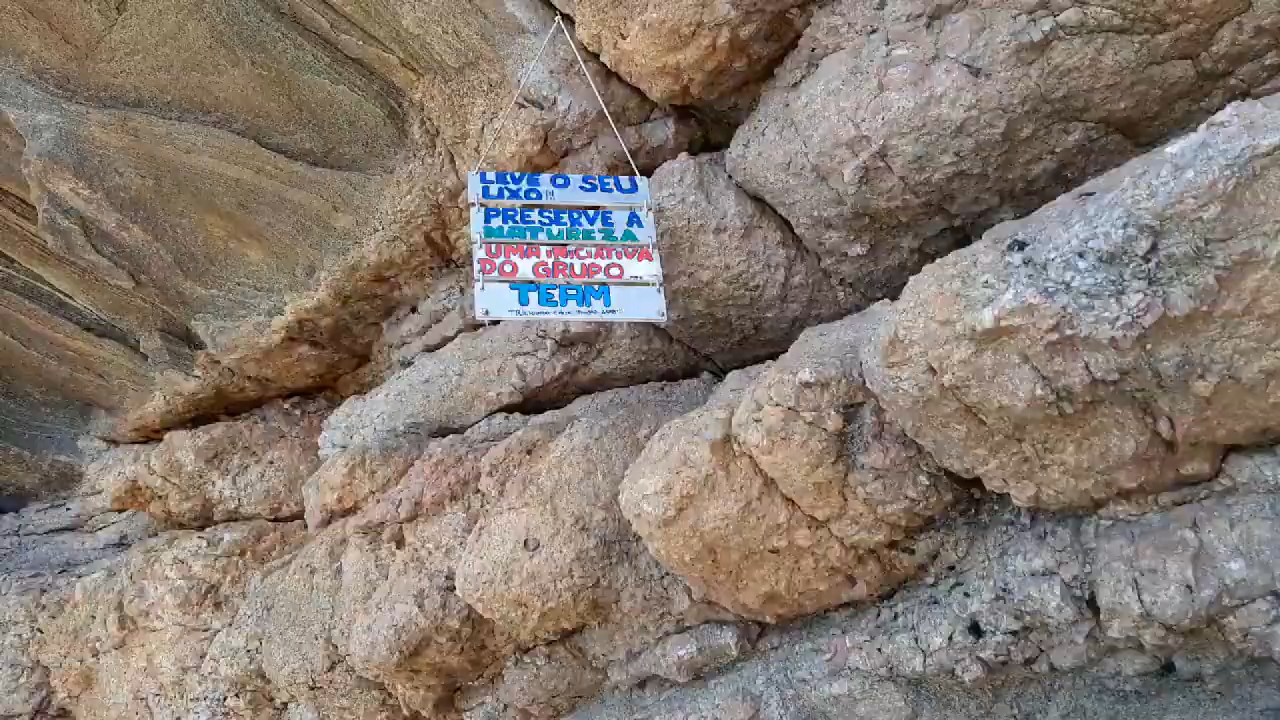 LEVE O SEU
LIXO!!!
PRESERVE A
NATUREZA
UMA INICIATIVA
DO GRUPO
TEAM